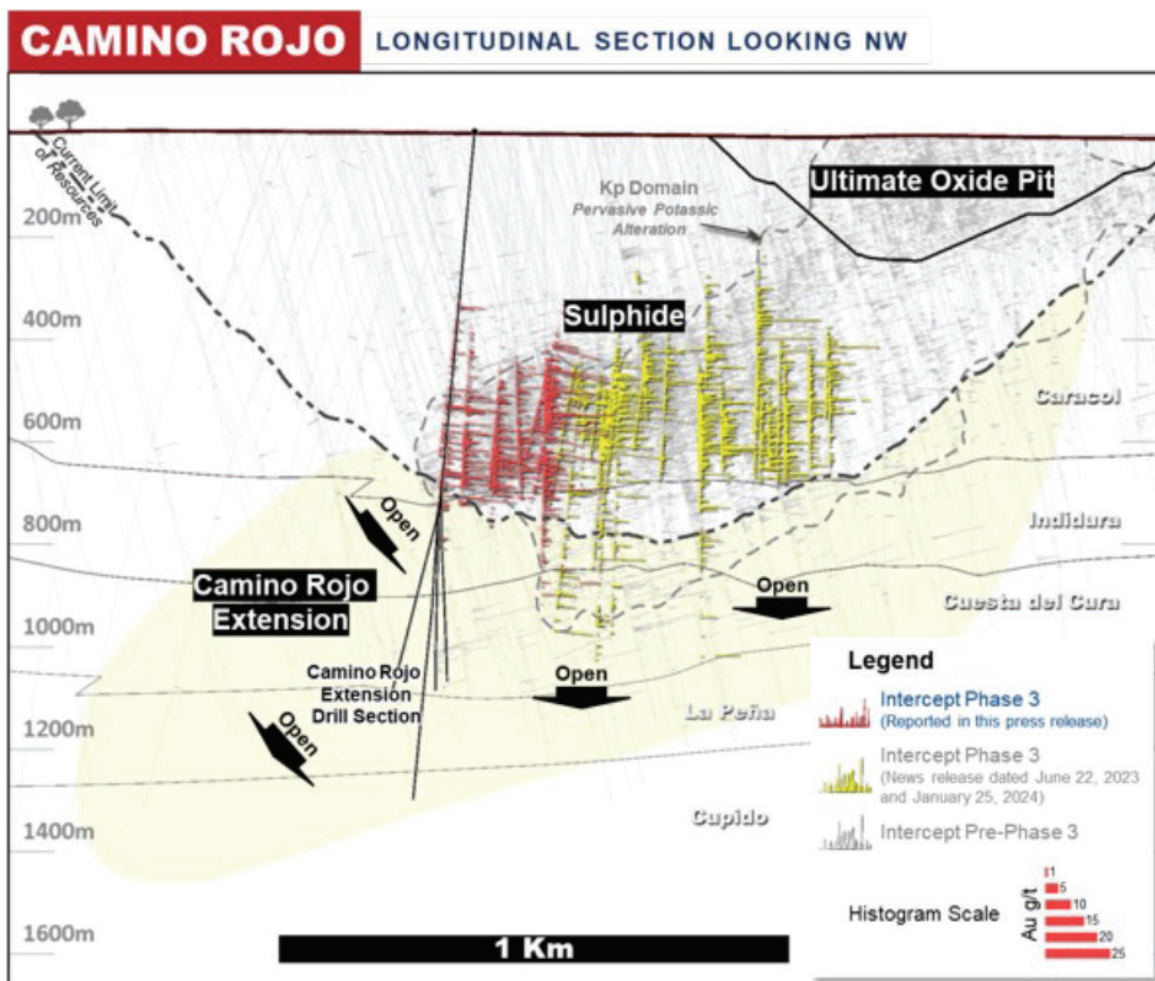 CAMINO ROJO
LONGITUDINAL SECTION LOOKING NW
Current Limit
of Resources
200m
400m
600m
800m
1000m
1200m
1400m
1600m
Ultimate Oxide Pit
Kp Domain
Pervasive Potassic
Alteration
Sulphide
Caracol
Indidura
Cuesta del Cura
La Peña
Cupido
Open
Camino Rojo
Extension
Open
Open
Camino Rojo
Extension
Drill Section
Open
1 Km
Legend
Intercept Phase 3
(Reported in this press release)
Intercept Phase 3
(News release dated June 22, 2023
and January 25, 2024)
Intercept Pre-Phase 3
Histogram Scale
Au g/t
1
5
10
15
20
25